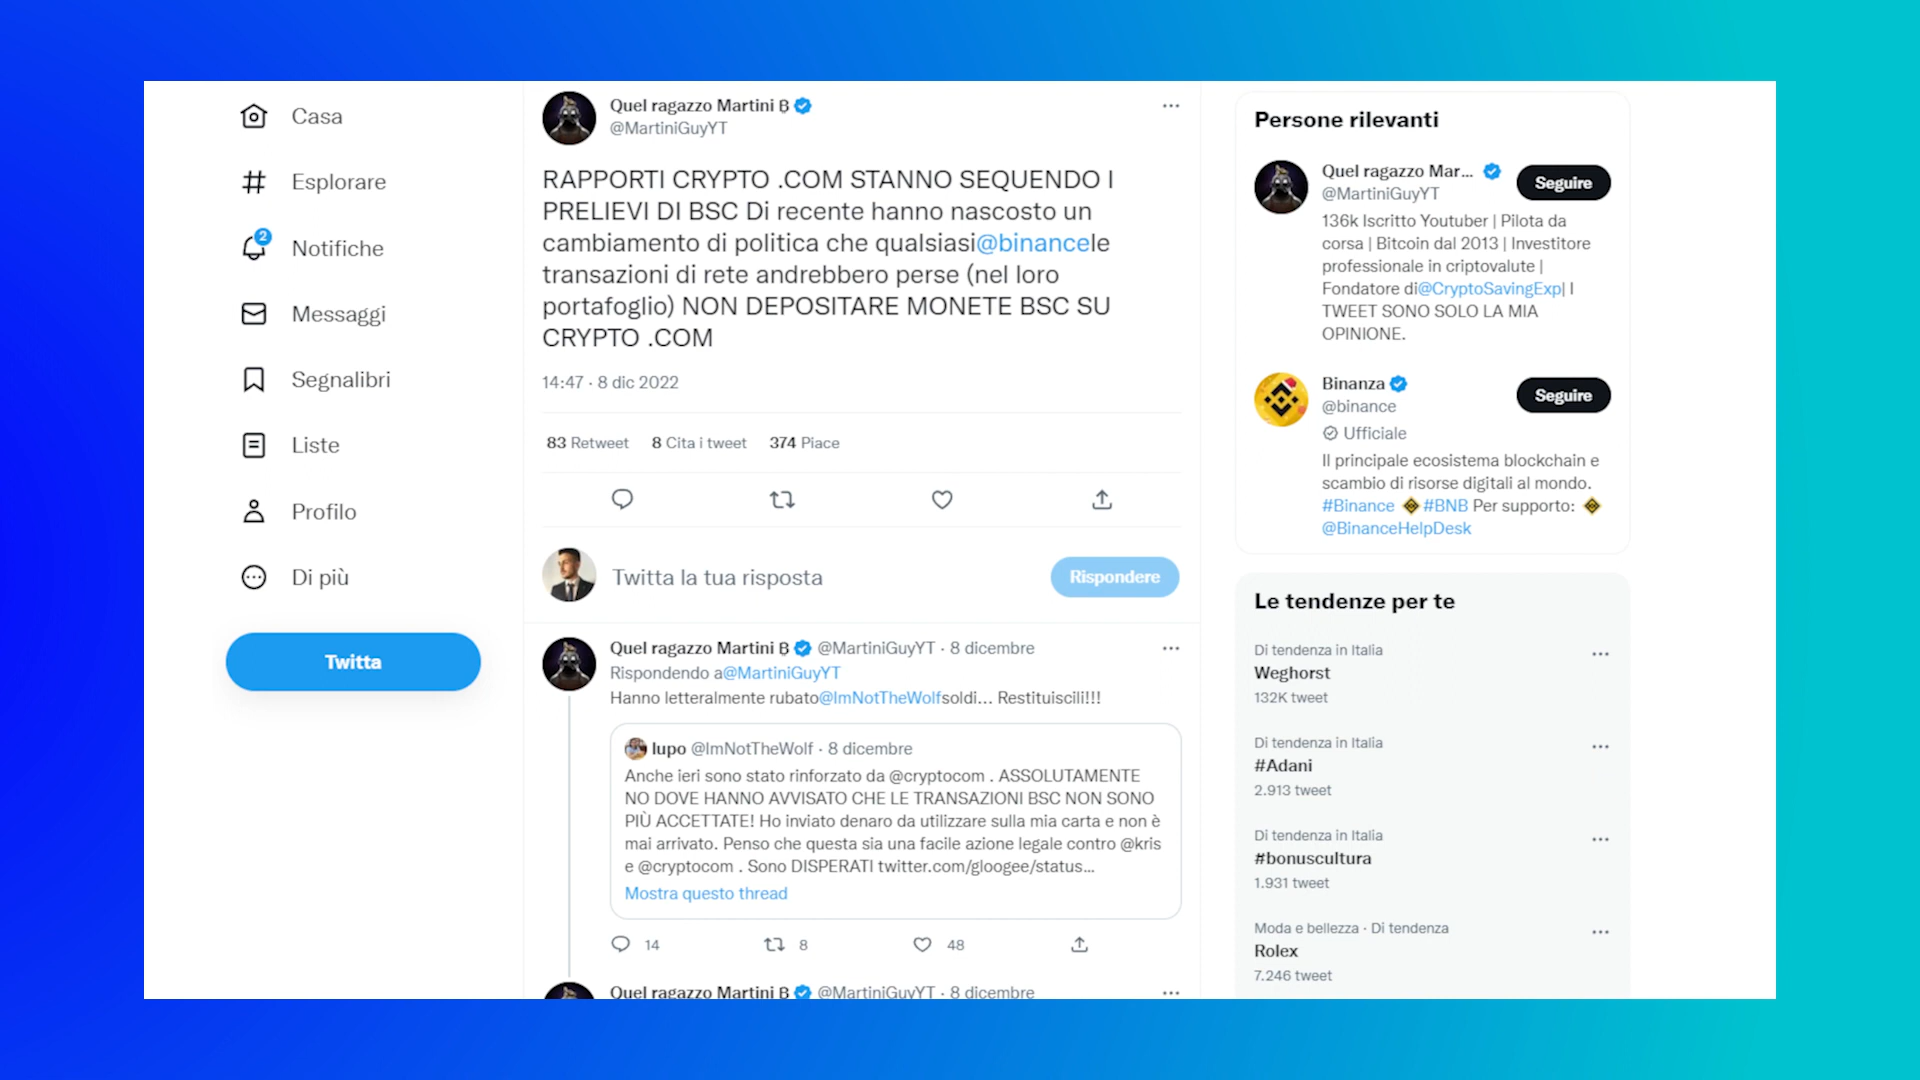 Casa
Esplorare
2
Notifiche
Messaggi
Segnalibri
Liste
Profilo
Di più
Twitta
Quel ragazzo Martini ₿
@MartiniGuyYT
RAPPORTI CRYPTO .COM STANNO SEQUENDO I
PRELIEVI DI BSC Di recente hanno nascosto un
cambiamento di politica che qualsiasi@binancele
transazioni di rete andrebbero perse (nel loro
portafoglio) NON DEPOSITARE MONETE BSC SU
CRYPTO .COM
14:47 · 8 dic 2022
83 Retweet 8 Cita i tweet 374 Piace
Twitta la tua risposta
Rispondere
Quel ragazzo Martini ₿ @MartiniGuyYT · 8 dicembre
Rispondendo a@MartiniGuyYT
Hanno letteralmente rubato@ImNotTheWolfsoldi... Restituiscili!!!
lupo @ImNotTheWolf · 8 dicembre
Anche ieri sono stato rinforzato da @cryptocom . ASSOLUTAMENTE
NO DOVE HANNO AVVISATO CHE LE TRANSAZIONI BSC NON SONO
PIÙ ACCETTATE! Ho inviato denaro da utilizzare sulla mia carta e non è
mai arrivato. Penso che questa sia una facile azione legale contro @kris
e @cryptocom . Sono DISPERATI twitter.com/gloogee/status...
Mostra questo thread
14 8 48
Quel ragazzo Martini ₿ @MartiniGuyYT · 8 dicembre
Persone rilevanti
Quel ragazzo Mar...
@MartiniGuyYT
Seguire
136k Iscritto Youtuber | Pilota da
corsa | Bitcoin dal 2013 | Investitore
professionale in criptovalute |
Fondatore di@CryptoSavingExp| I
TWEET SONO SOLO LA MIA
OPINIONE.
Binanza
@binance
Seguire
Ufficiale
Il principale ecosistema blockchain e
scambio di risorse digitali al mondo.
#Binance #BNB Per supporto:
@BinanceHelpDesk
Le tendenze per te
Di tendenza in Italia
Weghorst
132K tweet
Di tendenza in Italia
#Adani
2.913 tweet
Di tendenza in Italia
#bonuscultura
1.931 tweet
Moda e bellezza · Di tendenza
Rolex
7.246 tweet